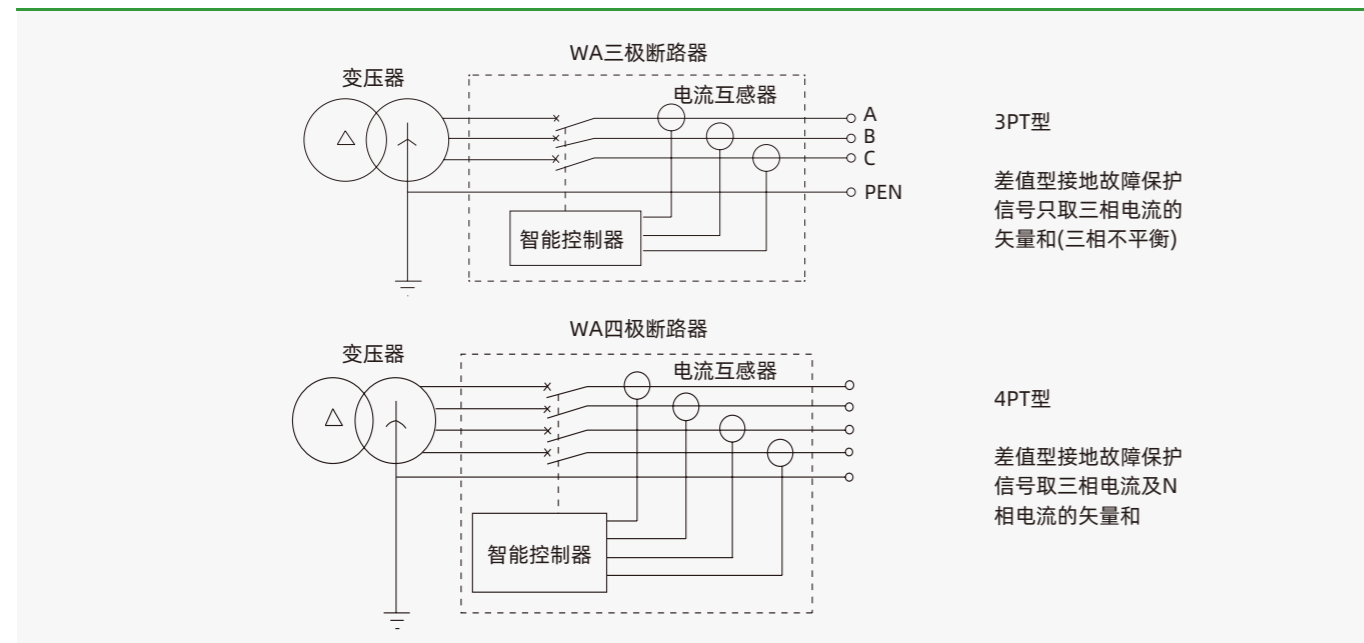 WA三极断路器
变压器
电流互感器
A
B
C
PEN
智能控制器
3PT型
差值型接地故障保护
信号只取三相电流的
矢量和(三相不平衡)
WA四极断路器
变压器
电流互感器
智能控制器
4PT型
差值型接地故障保护
信号取三相电流及N
相电流的矢量和